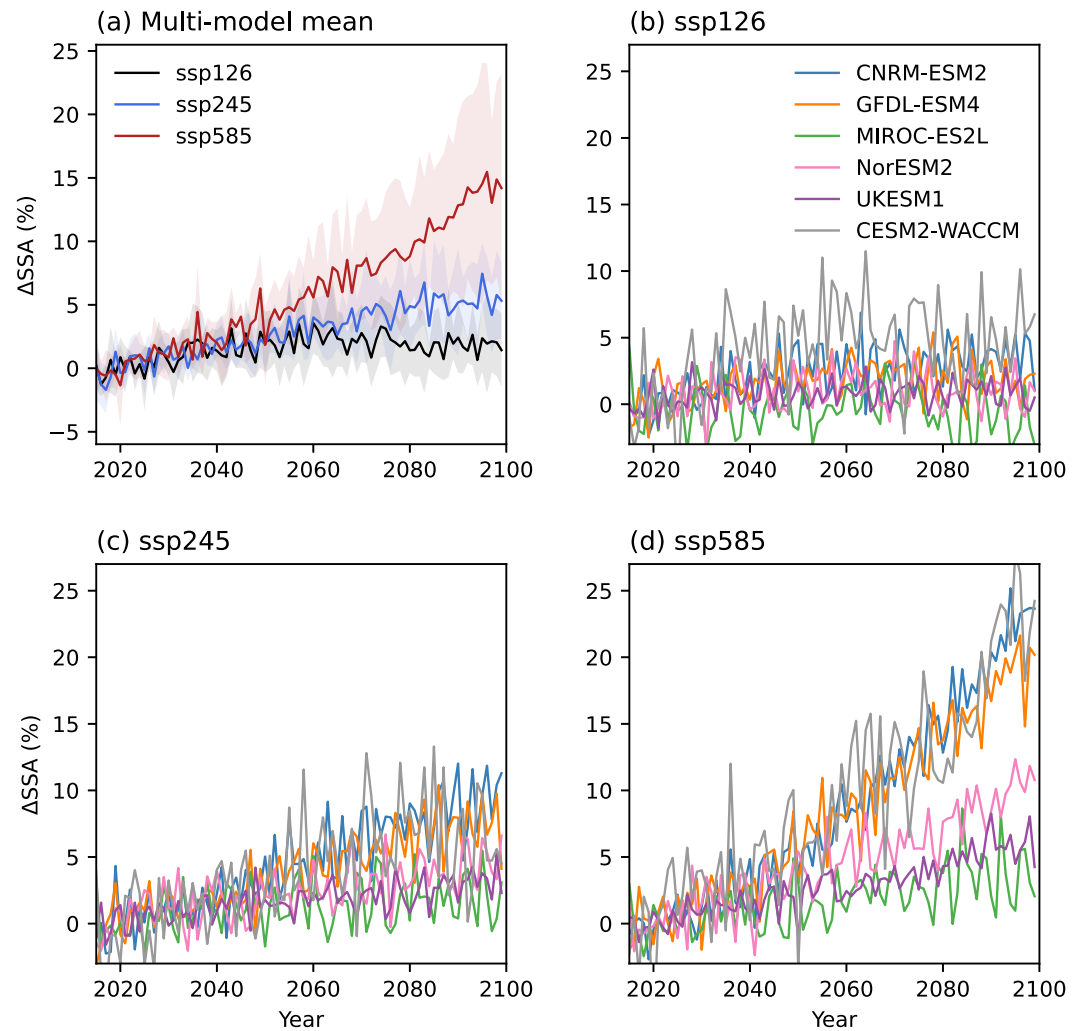 (a) Multi-model mean
ΔSSA (%)
25
20
15
10
5
0
−5
ssp126
ssp245
ssp585
2020 2040 2060 2080 2100
(b) ssp126
25
20
15
10
5
0
CNRM-ESM2
GFDL-ESM4
MIROC-ES2L
NorESM2
UKESM1
CESM2-WACCM
2020 2040 2060 2080 2100
(c) ssp245
ΔSSA (%)
25
20
15
10
5
0
2020 2040 2060 2080 2100
Year
(d) ssp585
25
20
15
10
5
0
2020 2040 2060 2080 2100
Year